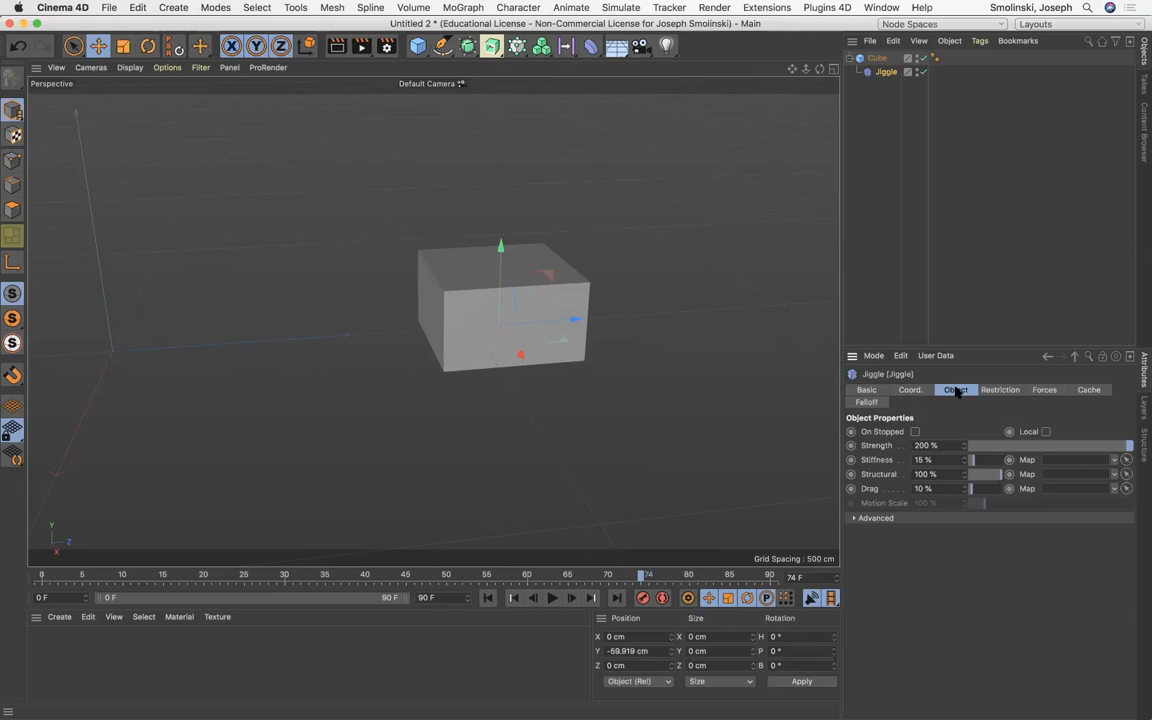 Cinema 4D File Edit Create Modes Select Tools Mesh Spline Volume MoGraph Character Animate Simulate Tracker Render Extensions Plugins 4D Window Help Smolinski, Joseph
Untitled 2 * (Educational License - Non-Commercial License for Joseph Smolinski) - Main
Node Spaces Layouts
X Y Z
File Edit View Object Tags Bookmarks
View Cameras Display Options Filter Panel ProRender
Perspective
Default Camera
Cube
Jiggle
Objects
Takes
Content Browser
Mode Edit User Data
Jiggle [Jiggle]
Basic Coord. Object Restriction Forces Cache
Falloff
Object Properties
On Stopped Local
Strength . . 200 %
Stiffness . . 15 % Map
Structural 100 % Map
Drag . . . . . 10 % Map
Motion Scale 100 %
Advanced
Attributes
Layers
Structure
Y
Z
X
S
S
S
Grid Spacing : 500 cm
0 5 10 15 20 25 30 35 40 45 50 55 60 65 70 74 80 85 90 74 F
0 F 0 F 90 F 90 F
P
Create Edit View Select Material Texture
Position Size Rotation
X 0 cm X 0 cm H 0 °
Y -59.919 cm Y 0 cm P 0 °
Z 0 cm Z 0 cm B 0 °
Object (Rel) Size Apply